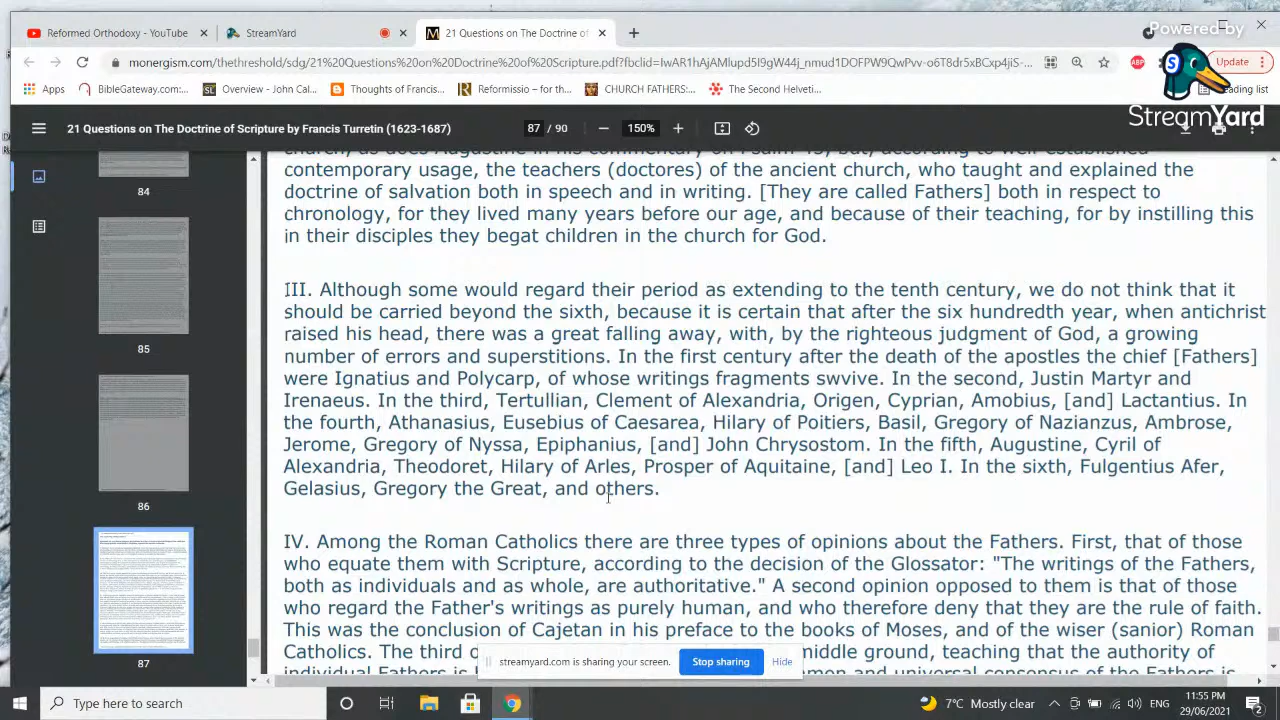 Powered by
StreamYard
Reformed Orthodoxy - YouTube
StreamYard
21 Questions on The Doctrine of
monergism.org/thethreshold/sdg/21%20Questions%20on%20Doctrine%20of%20Scripture.pdf?fbclid=
Update
Apps
BibleGateway.com:...
Overview - John Cal...
Thoughts of Francis...
Reformise – for th...
CHURCH FATHERS:...
The Second Helveti...
ding list
21 Questions on The Doctrine of Scripture by Francis Turretin (1623-1687)
87 / 90
150%
84
85
86
87
contemporary usage, the teachers (doctores) of the ancient church, who taught and explained the
doctrine of salvation both in speech and in writing. [They are called Fathers] both in respect to
chronology, for they lived many years before our age, and because of their teaching, for by instilling this
in their disciples they begat children in the church for God.
III. Although some would regard their period as extending to the tenth century, we do not think that it
should be carried beyond the sixth, because it is certain that after the six hundredth year, when antichrist
raised his head, there was a great falling away, with, by the righteous judgment of God, a growing
number of errors and superstitions. In the first century after the death of the apostles the chief [Fathers]
were Ignatius and Polycarp, of whose writings fragments swvive. In the second, Justin Martyr and
Irenaeus. In the third, Tertullian, Clement of Alexandria, Origen, Cyprian, Amobius, [and] Lactantius. In
the fourth, Athanasius, Eusebius of Caesarea, Hilary of Poitiers, Basil, Gregory of Nazianzus, Ambrose,
Jerome, Gregory of Nyssa, Epiphanius, [and] John Chrysostom. In the fifth, Augustine, Cyril of
Alexandria, Theodoret, Hilary of Arles, Prosper of Aquitaine, [and] Leo I. In the sixth, Fulgentius Afer,
Gelasius, Gregory the Great, and others.
IV. Among the Roman Catholics there are three types of opinions about the Fathers. First, that of those
who equate them with Scripture, according to the decision of the Glossator: "The writings of the Fathers,
both as individuals and as whole, are authoritative." A second opinion opposed to them is that of those
who regard the Father's writings as purely human, and who therefore deny that they are the rule of faith.
This was the conclusion of Cajetan in his preface to the books of Moses, and of the wiser (sanior) Roman
Catholics. The third o middle ground, teaching that the authority of
streamyard.com is sharing your screen.
Stop sharing
Hide
Type here to search
7°C Mostly clear
ENG
11:55 PM
29/06/2021
2